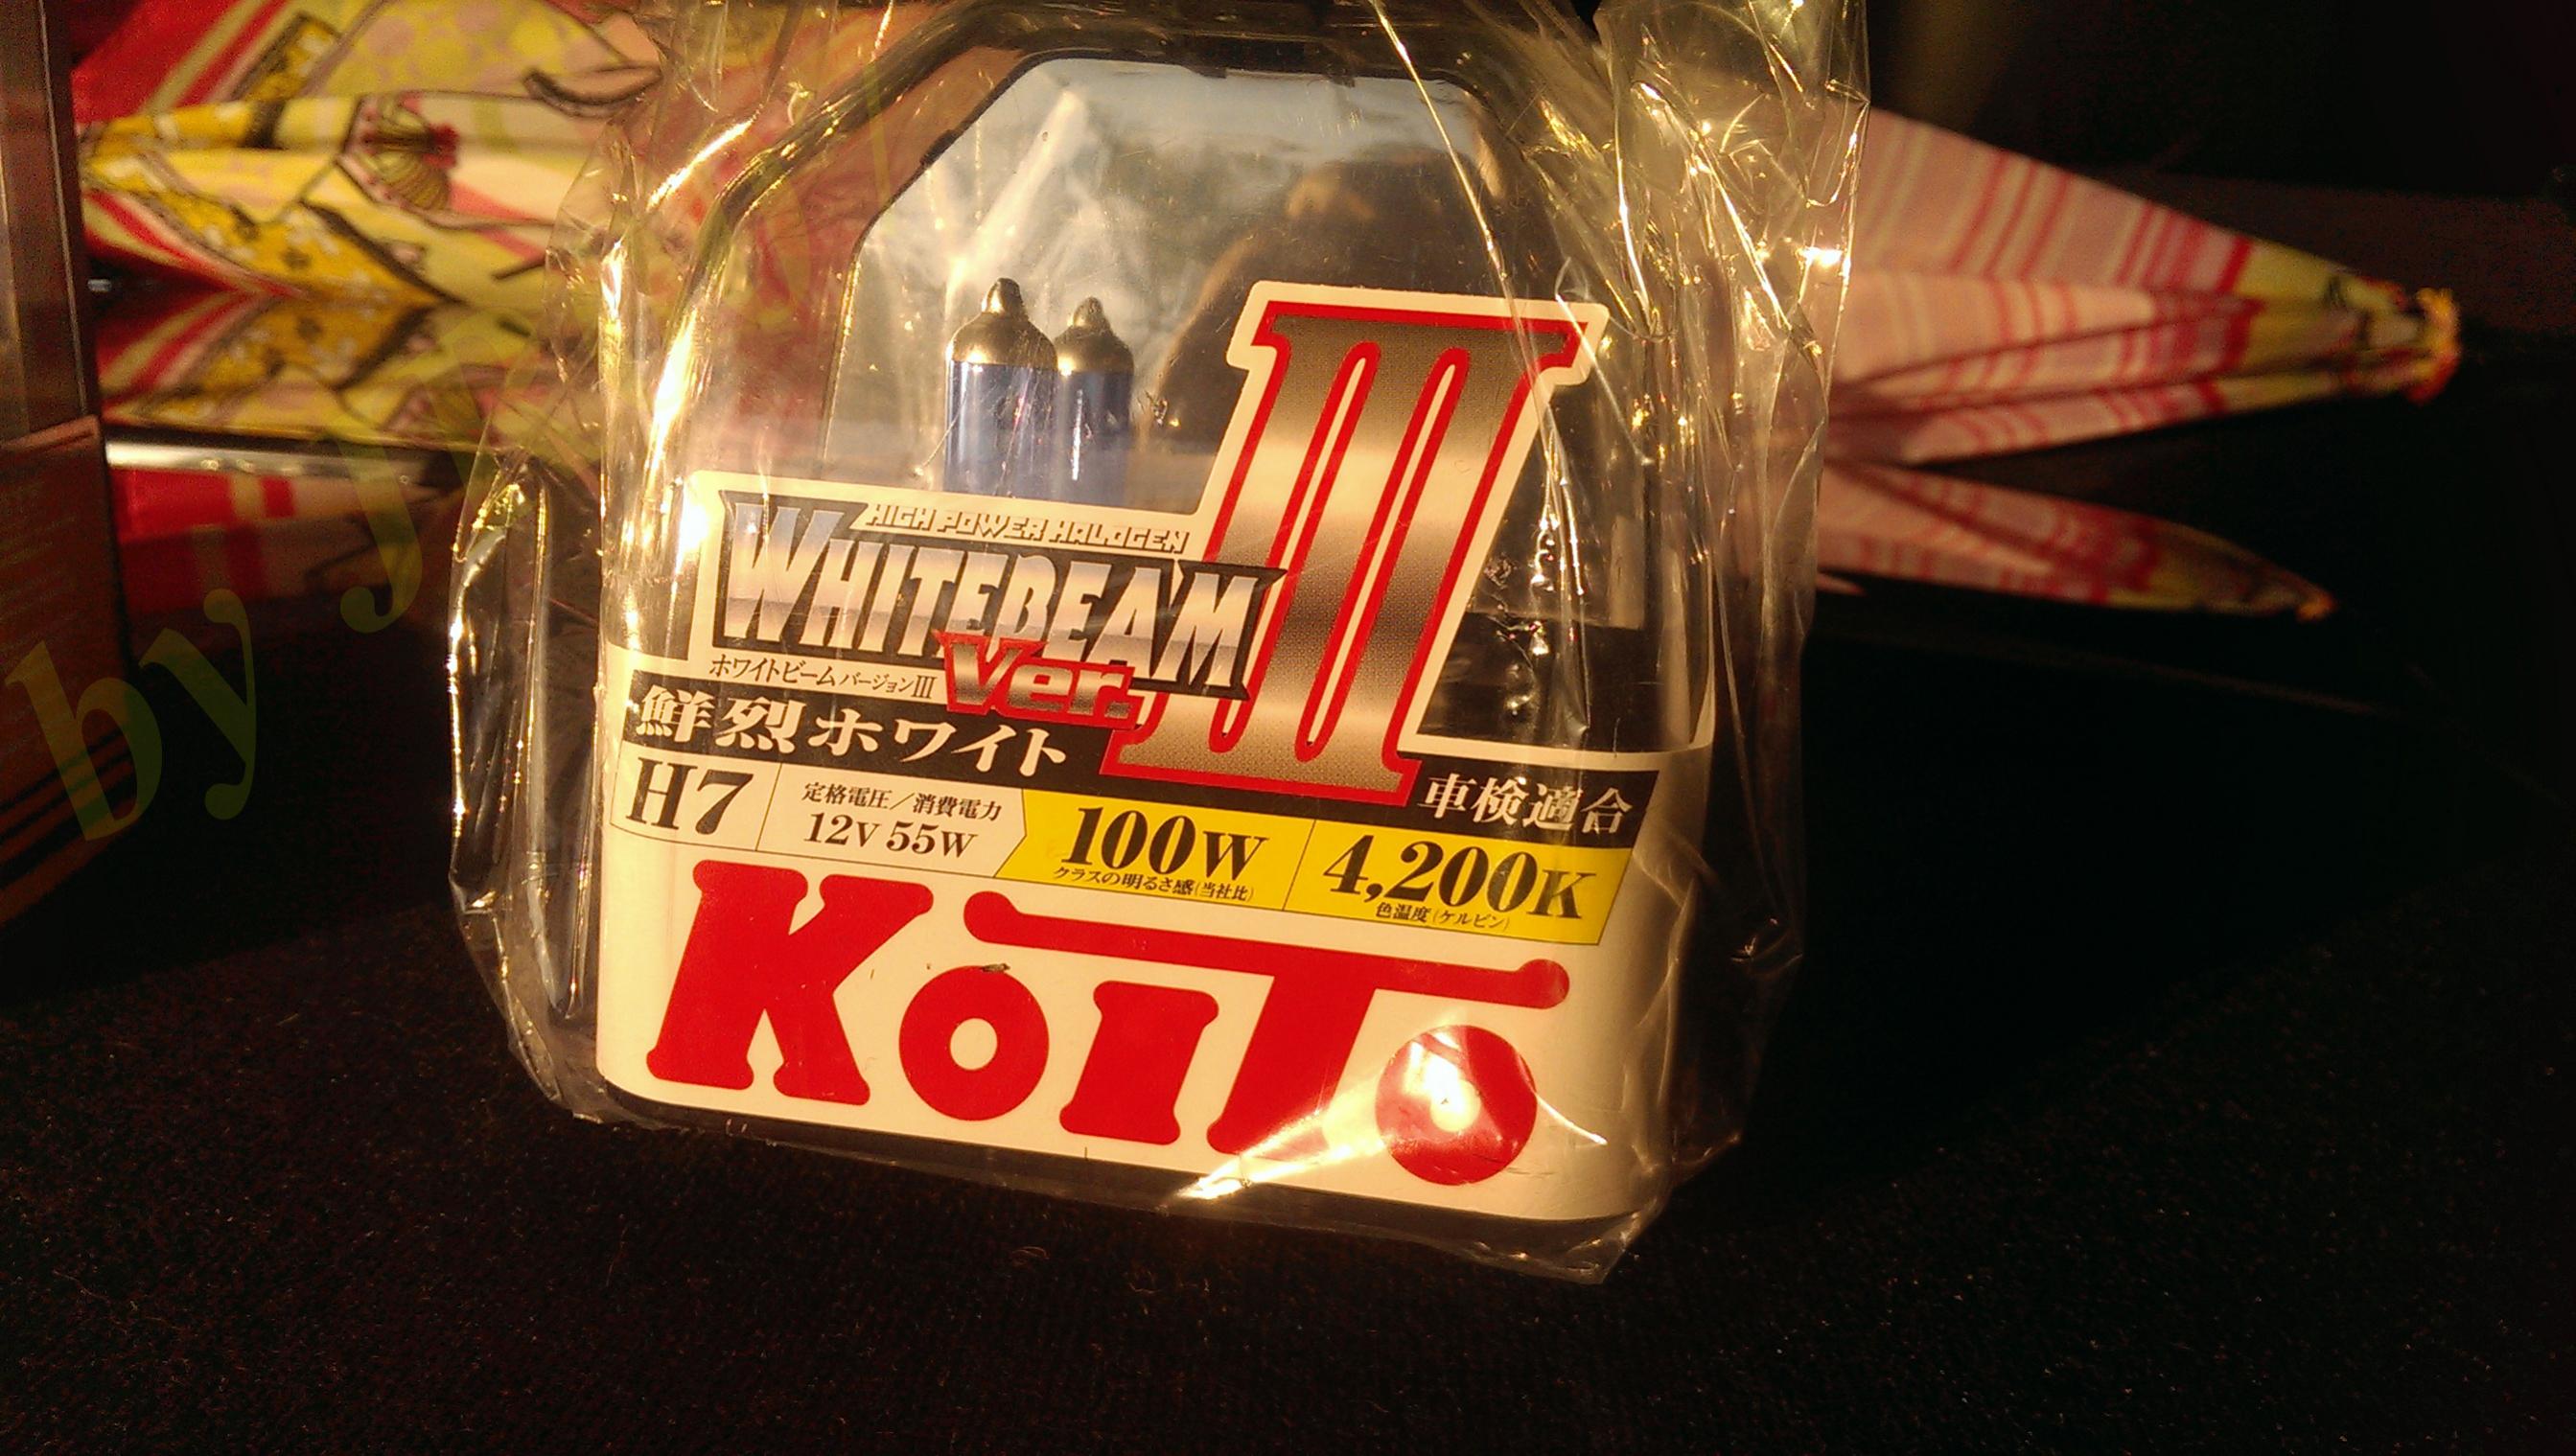 HIGH POWER HALOGEN
WHITEBEAM
Ver. III
ホワイトビーム バージョンIII
鮮烈ホワイト
車検適合
H7
定格電圧/消費電力
12V 55W
100W
クラスの明るさ感(当社比)
4,200K
色温度(ケルビン)
KOITO
by